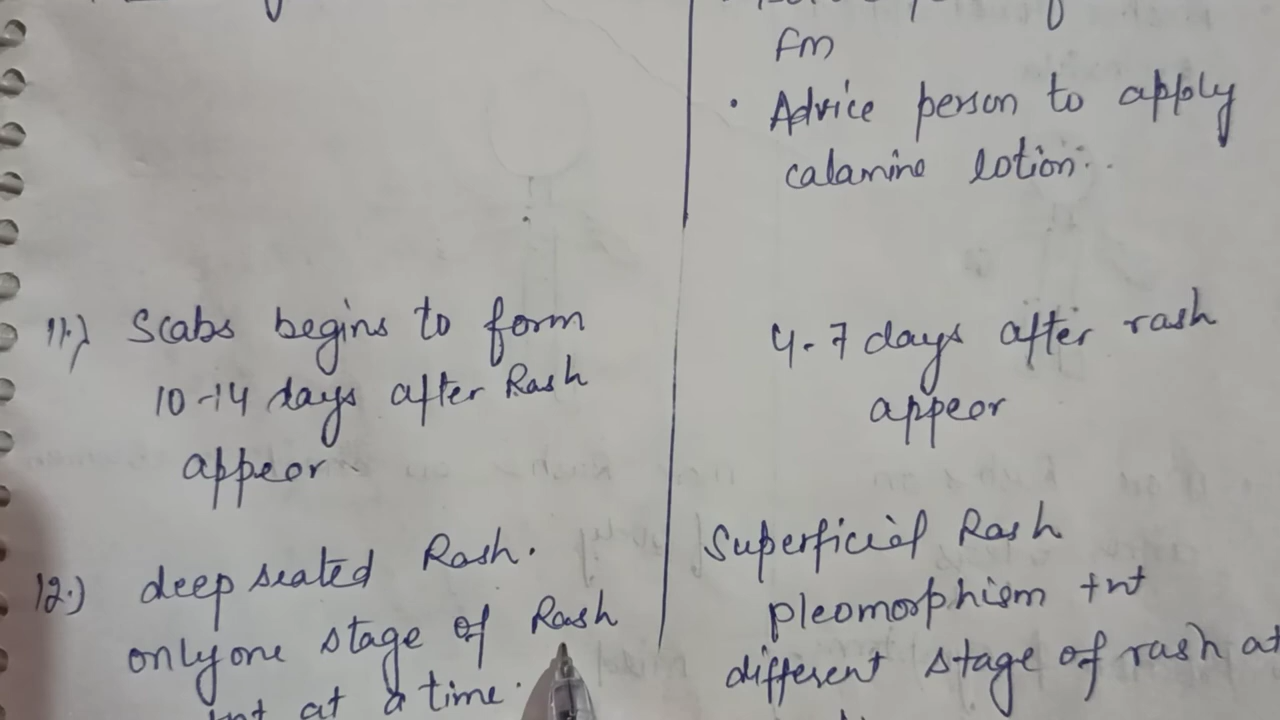 fm
• Advice person to apply
calamine lotion.
11.) Scabs begins to form
10-14 days after Rash
appear
4-7 days after rash
appear
12.) deep seated Rash.
only one stage of Rash
at a time.
Superficial Rash
pleomorphism +nt
different stage of rash at